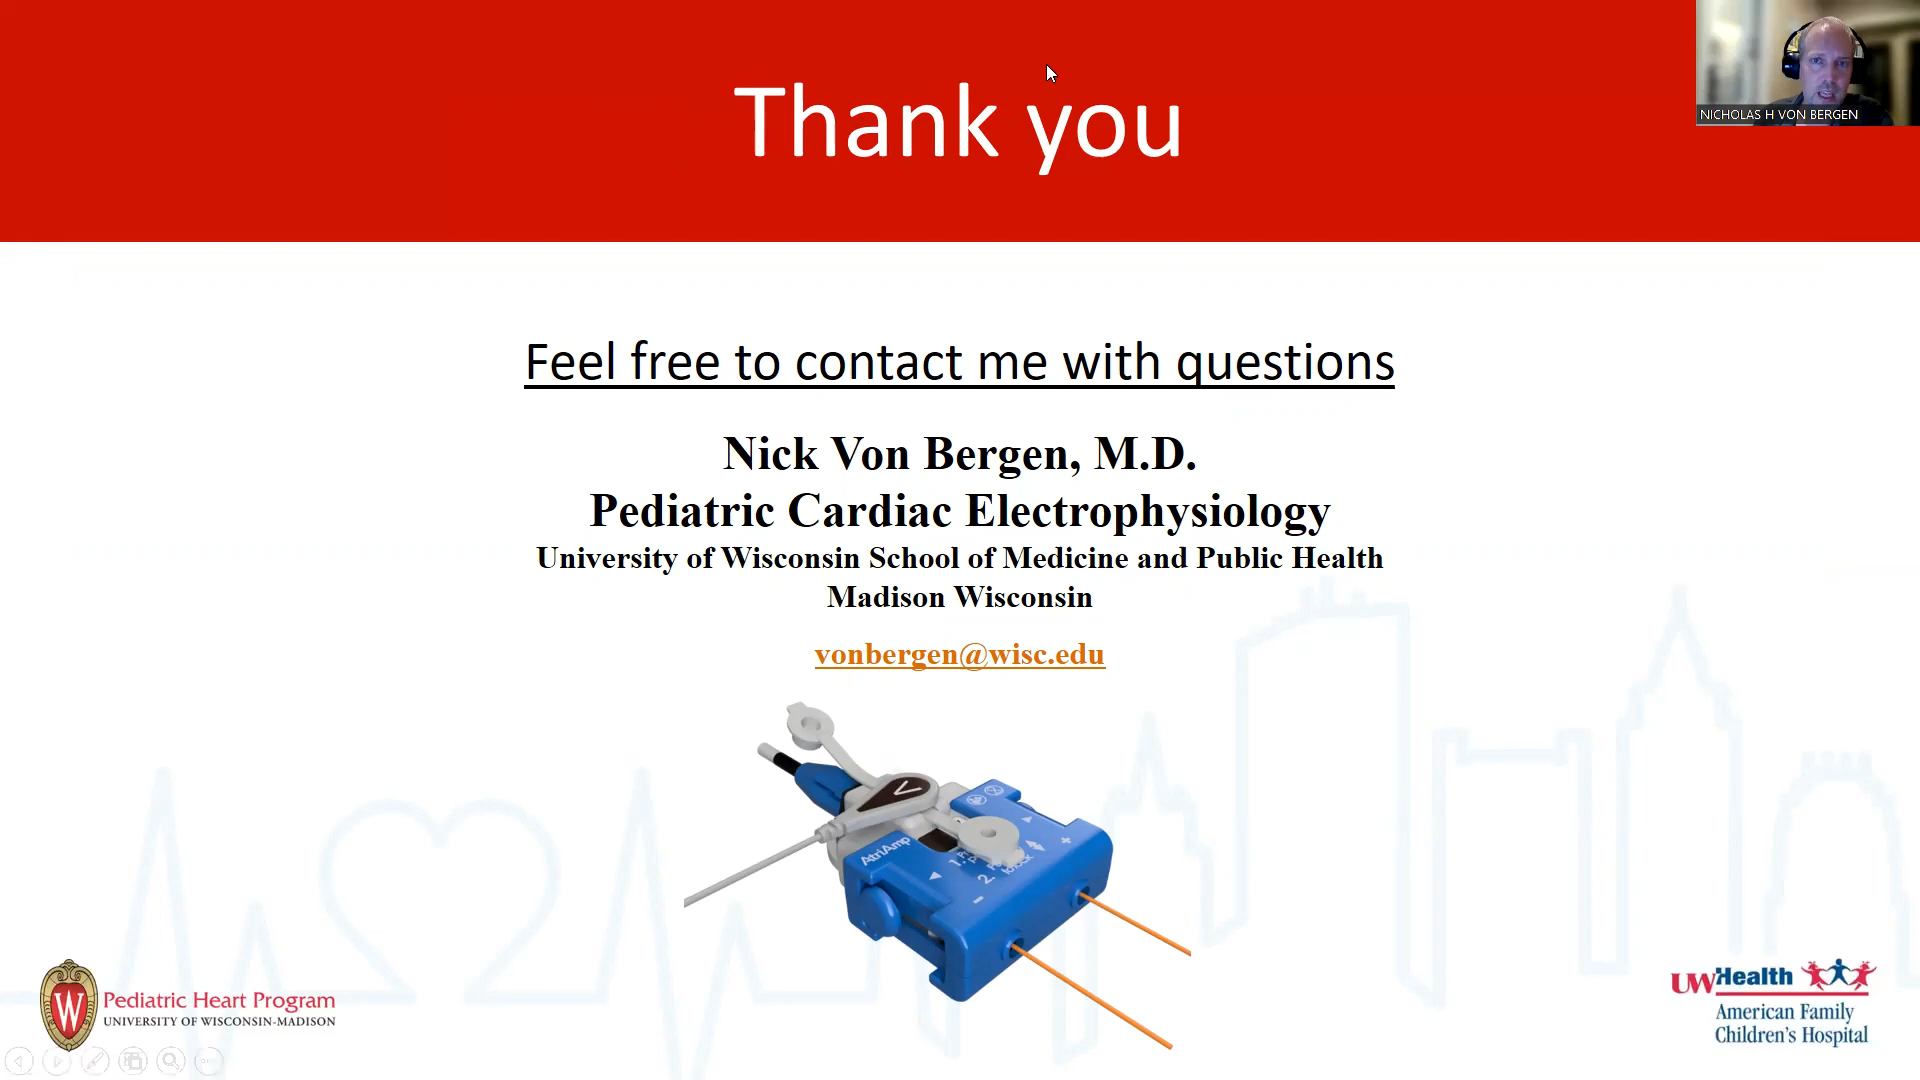 Thank you
NICHOLAS H VON BERGEN
Feel free to contact me with questions
Nick Von Bergen, M.D.
Pediatric Cardiac Electrophysiology
University of Wisconsin School of Medicine and Public Health
Madison Wisconsin
vonbergen@wisc.edu
V
AtriAmp
1.
2.
+
-
W
Pediatric Heart Program
UNIVERSITY OF WISCONSIN-MADISON
UWHealth
American Family
Children's Hospital